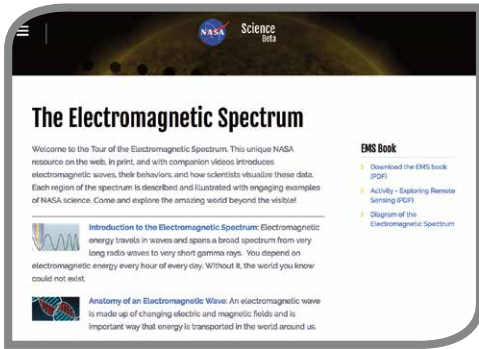 NASA
Science
Beta
The Electromagnetic Spectrum
Welcome to the Tour of the Electromagnetic Spectrum. This unique NASA
resource on the web, in print, and with companion videos introduces
electromagnetic waves, their behaviors, and how scientists visualize these data.
Each region of the spectrum is described and illustrated with engaging examples
of NASA science. Come and explore the amazing world beyond the visible!
Introduction to the Electromagnetic Spectrum: Electromagnetic
energy travels in waves and spans a broad spectrum from very
long radio waves to very short gamma rays. You depend on
electromagnetic energy every hour of every day. Without it, the world you know
could not exist.
Anatomy of an Electromagnetic Wave: An electromagnetic wave
is made up of changing electric and magnetic fields and is
important way that energy is transported in the world around us.
EMS Book
Download the EMS book
(PDF)
Activity - Exploring Remote
Sensing (PDF)
Diagram of the
Electromagnetic Spectrum